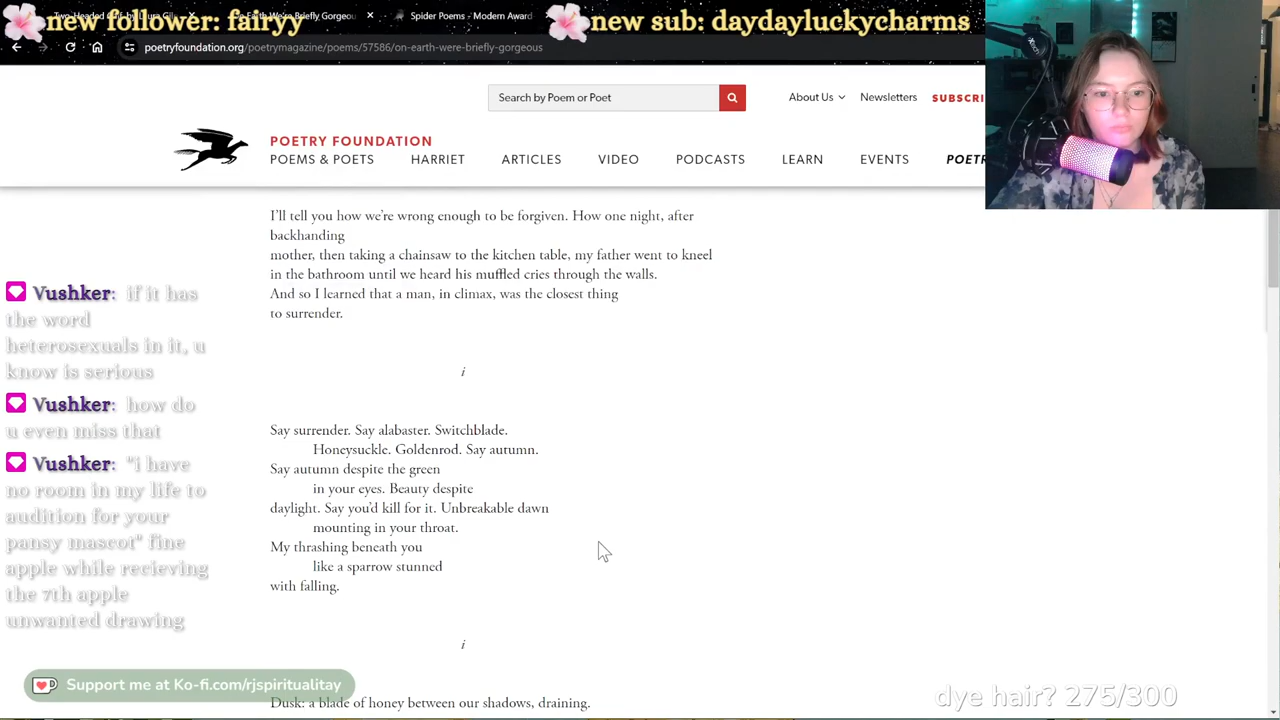 new follower: fairyy
new sub: daydayluckycharms
Earth We're Briefly Gorgeous
Spider Poems - Modern Award
poetryfoundation.org/poetrymagazine/poems/57586/on-earth-were-briefly-gorgeous
Search by Poem or Poet
About Us
Newsletters
SUBSCRI
POETRY FOUNDATION
POEMS & POETS
HARRIET
ARTICLES
VIDEO
PODCASTS
LEARN
EVENTS
POETR
I'll tell you how we're wrong enough to be forgiven. How one night, after
backhanding
mother, then taking a chainsaw to the kitchen table, my father went to kneel
in the bathroom until we heard his muffled cries through the walls.
And so I learned that a man, in climax, was the closest thing
to surrender.
i
Say surrender. Say alabaster. Switchblade.
Honeysuckle. Goldenrod. Say autumn.
Say autumn despite the green
in your eyes. Beauty despite
daylight. Say you'd kill for it. Unbreakable dawn
mounting in your throat.
My thrashing beneath you
like a sparrow stunned
with falling.
i
Dusk: a blade of honey between our shadows, draining.
Vushker: if it has
the word
heterosexuals in it, u
know is serious
Vushker: how do
u even miss that
Vushker: "i have
no room in my life to
audition for your
pansy mascot" fine
apple while recieving
the 7th apple
unwanted drawing
Support me at Ko-fi.com/rjspiritualitay
dye hair? 275/300